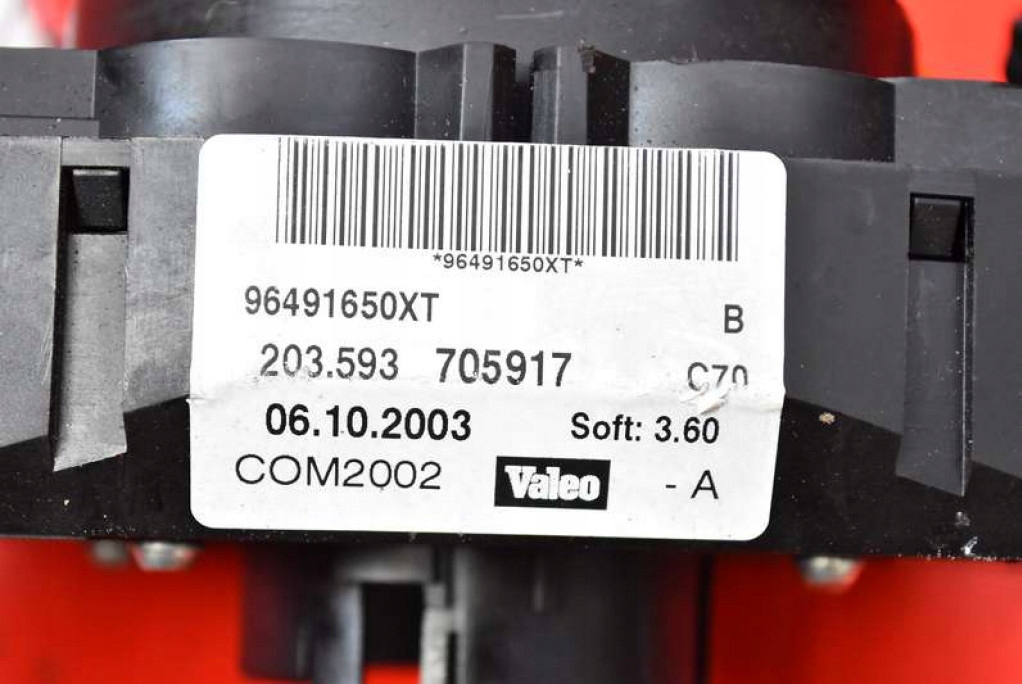 *96491650XT*
96491650XT B
203.593 705917 C70
06.10.2003 Soft: 3.60
COM2002 Valeo - A